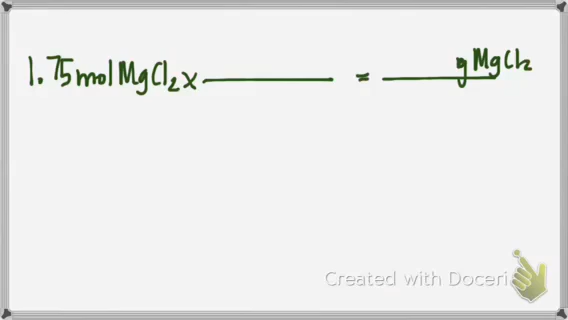 1.75 mol MgCl₂ x ________ = ________ g MgCl₂
Created with Doceri